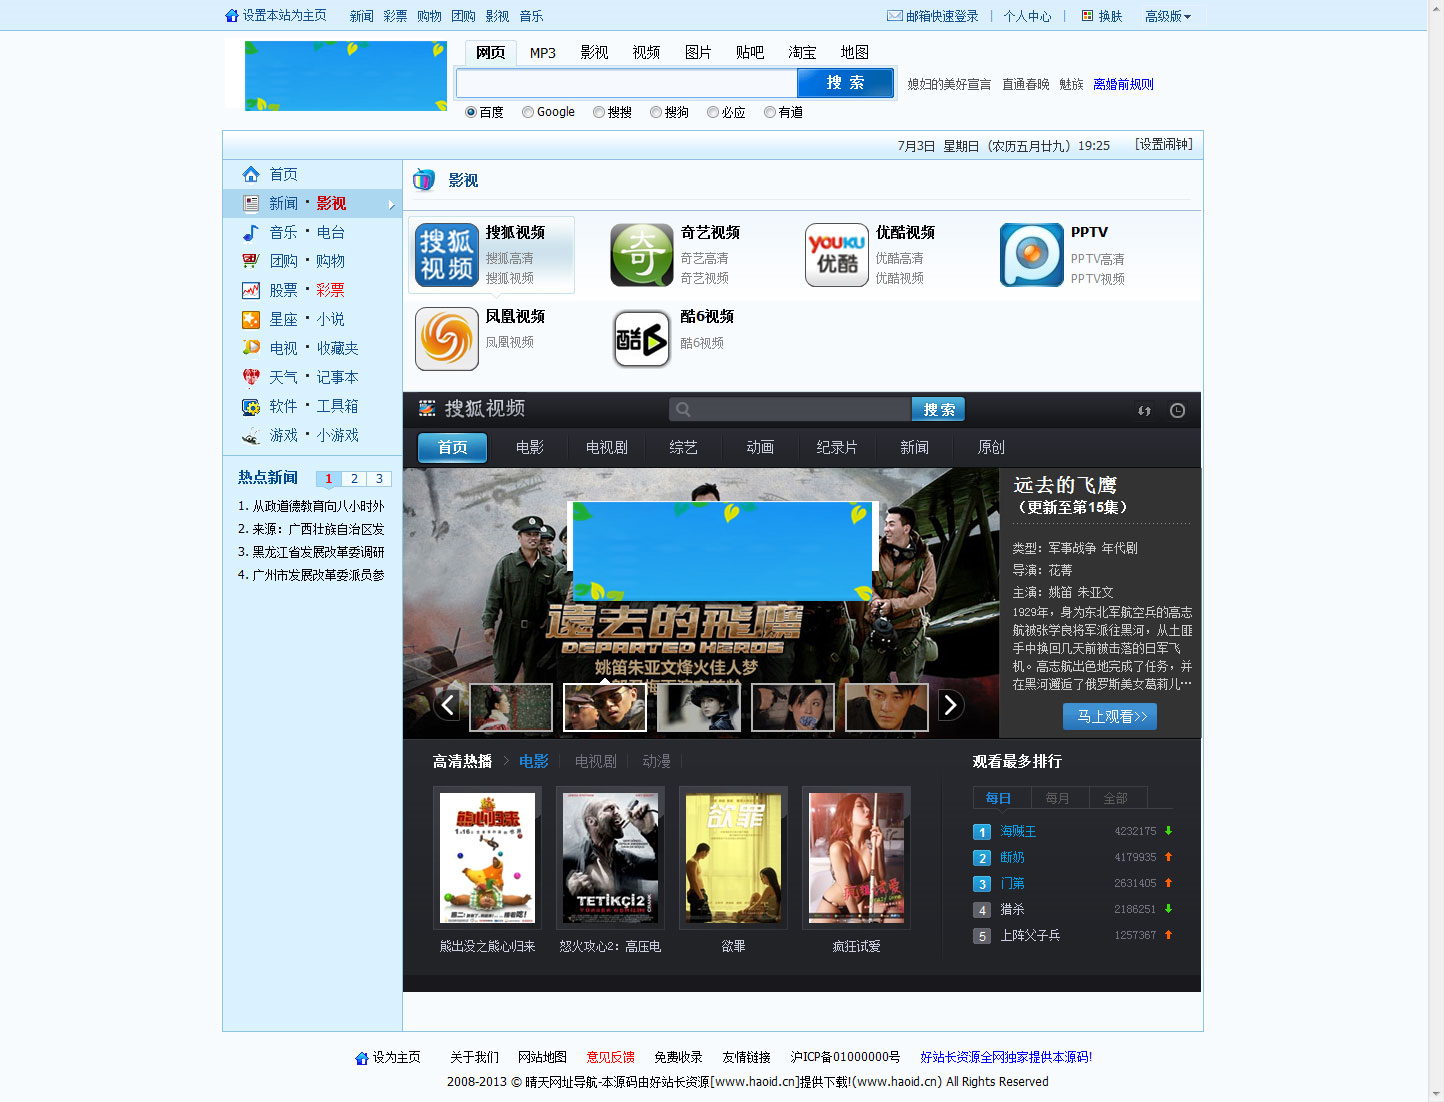 设置本站为主页 新闻 彩票 购物 团购 影视 音乐 邮箱快速登录 | 个人中心 | 换肤 高级版
网页 MP3 影视 视频 图片 贴吧 淘宝 地图
搜 索
媳妇的美好宣言 直通春晚 魅族 离婚前规则
百度 Google 搜搜 搜狗 必应 有道
7月3日 星期日（农历五月廿九）19:25 [设置闹钟]
首页
新闻·影视
音乐·电台
团购·购物
股票·彩票
星座·小说
电视·收藏夹
天气·记事本
软件·工具箱
游戏·小游戏
热点新闻 1 2 3
1. 从政道德教育向八小时外
2. 来源：广西壮族自治区发
3. 黑龙江省发展改革委调研
4. 广州市发展改革委派员参
影视
搜狐视频
搜狐视频
搜狐高清
搜狐视频
奇
奇艺视频
奇艺高清
奇艺视频
YOUKU
优酷
优酷视频
优酷高清
优酷视频
PPTV
PPTV高清
PPTV视频
凤凰视频
凤凰视频
酷6
酷6视频
酷6视频
搜狐视频 搜索
首页 电影 电视剧 综艺 动画 纪录片 新闻 原创
遠去的飛鷹
DEPARTED HEROS
姚笛朱亚文烽火佳人梦
远去的飞鹰
（更新至第15集）
类型：军事战争 年代剧
导演：花菁
主演：姚笛 朱亚文
1929年，身为东北军航空兵的高志
航被张学良将军派往黑河，从土匪
手中换回几天前被击落的日军飞
机。高志航出色地完成了任务，并
在黑河邂逅了俄罗斯美女葛莉儿…
马上观看>>
高清热播 > 电影 | 电视剧 | 动漫 |
熊心归来
TETİKÇİ 2
欲罪
熊出没之熊心归来 怒火攻心2：高压电 欲罪 疯狂试爱
观看最多排行
每日 每月 全部
1 海贼王 4232175
2 断奶 4179935
3 门第 2631405
4 猎杀 2186251
5 上阵父子兵 1257367
设为主页 关于我们 网站地图 意见反馈 免费收录 友情链接 沪ICP备01000000号 好站长资源全网独家提供本源码!
2008-2013 © 晴天网址导航-本源码由好站长资源[www.haoid.cn]提供下载!(www.haoid.cn) All Rights Reserved